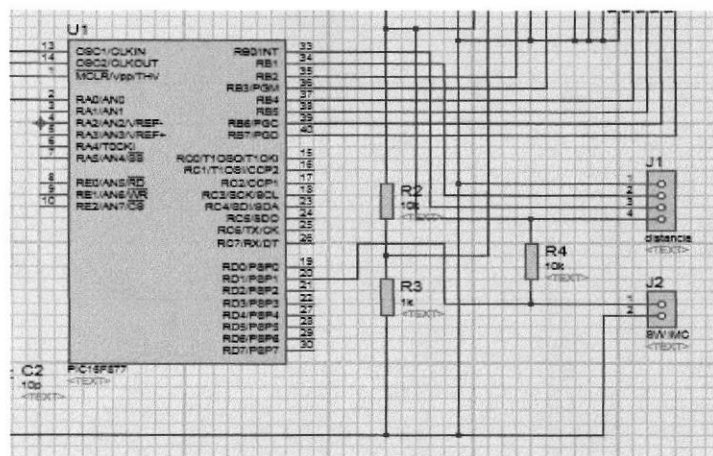 U1
13 OSC1/CLKIN
14 OSC2/CLKOUT
1 MCLR/Vpp/THV
2 RA0/AN0
3 RA1/AN1
4 RA2/AN2/VREF-
5 RA3/AN3/VREF+
6 RA4/T0CKI
7 RA5/AN4/SS
8 RE0/AN5/RD
9 RE1/AN6/WR
10 RE2/AN7/CS
RB0/INT 33
RB1 34
RB2 35
RB3/PGM 36
RB4 37
RB5 38
RB6/PGC 39
RB7/PGD 40
RC0/T1OSO/T1CKI 15
RC1/T1OSI/CCP2 16
RC2/CCP1 17
RC3/SCK/SCL 18
RC4/SDI/SDA 23
RC5/SDO 24
RC6/TX/CK 25
RC7/RX/DT 26
RD0/PSP0 19
RD1/PSP1 20
RD2/PSP2 21
RD3/PSP3 22
RD4/PSP4 27
RD5/PSP5 28
RD6/PSP6 29
RD7/PSP7 30
PIC16F877
<TEXT>
C2
10p
<TEXT>
R2
10k
<TEXT>
R3
1k
<TEXT>
R4
10k
<TEXT>
J1
1
2
3
4
distancia
<TEXT>
J2
1
2
SW IMC
<TEXT>